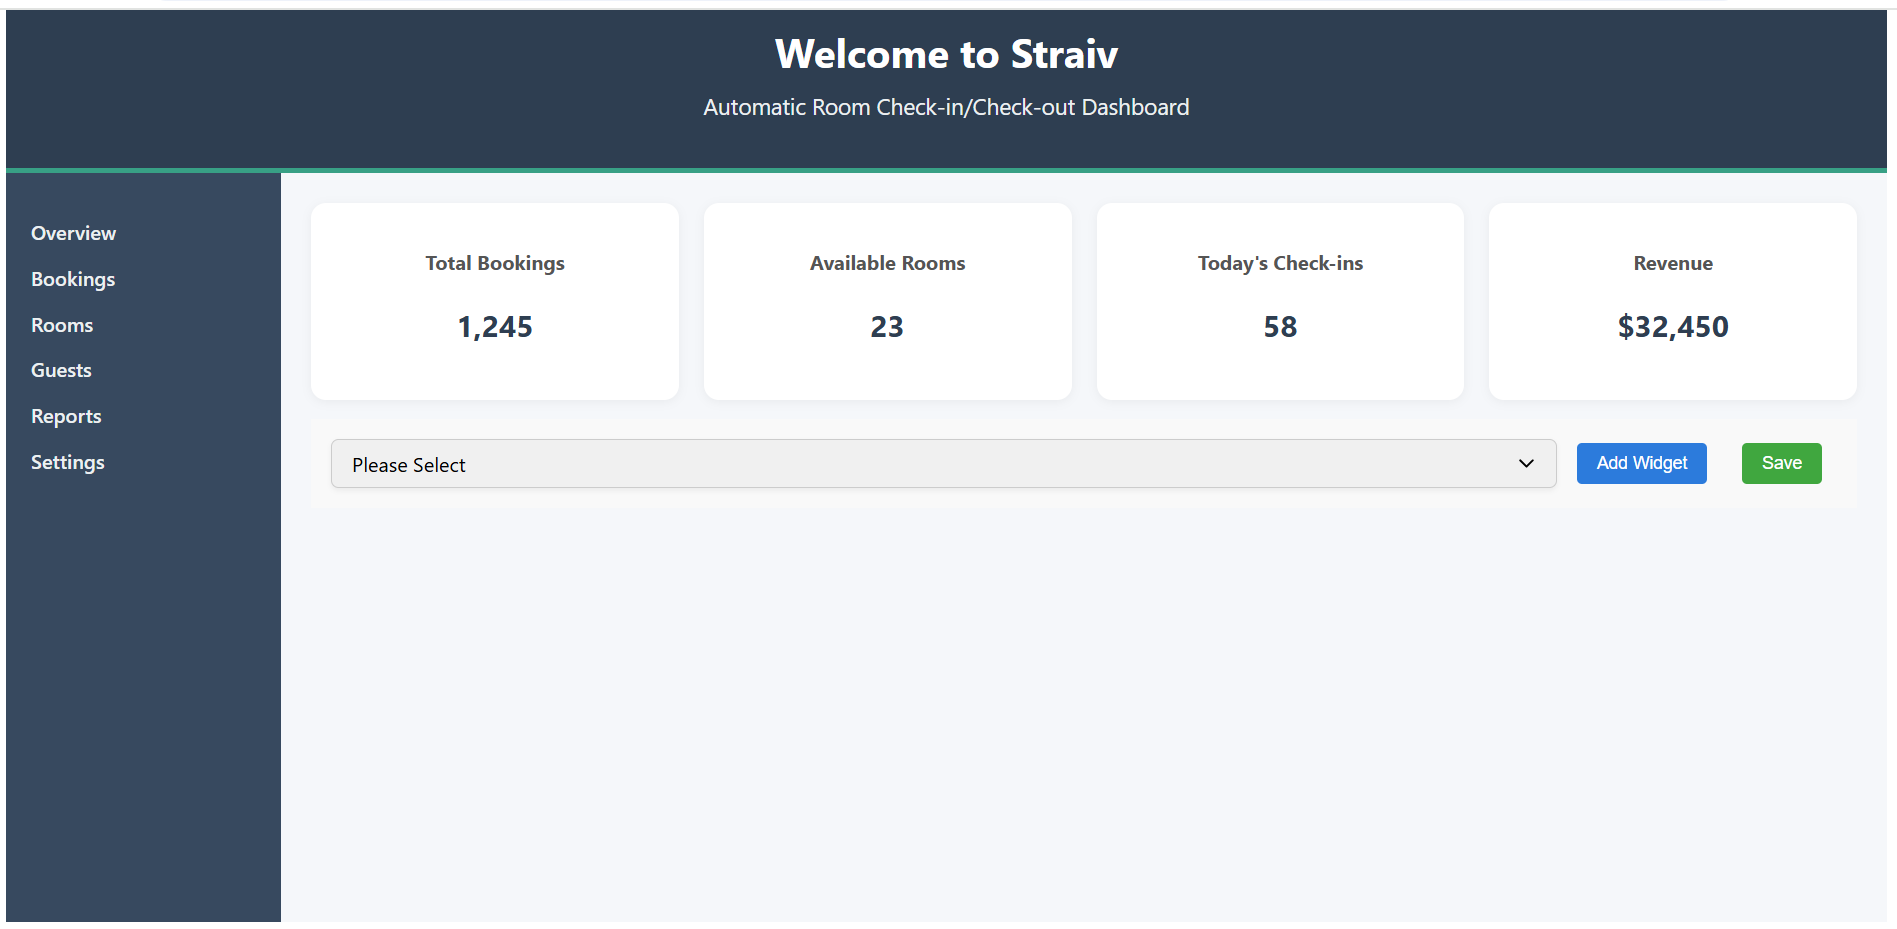 Welcome to Straiv
Automatic Room Check-in/Check-out Dashboard
Overview
Bookings
Rooms
Guests
Reports
Settings
Total Bookings
1,245
Available Rooms
23
Today's Check-ins
58
Revenue
$32,450
Please Select
Add Widget
Save